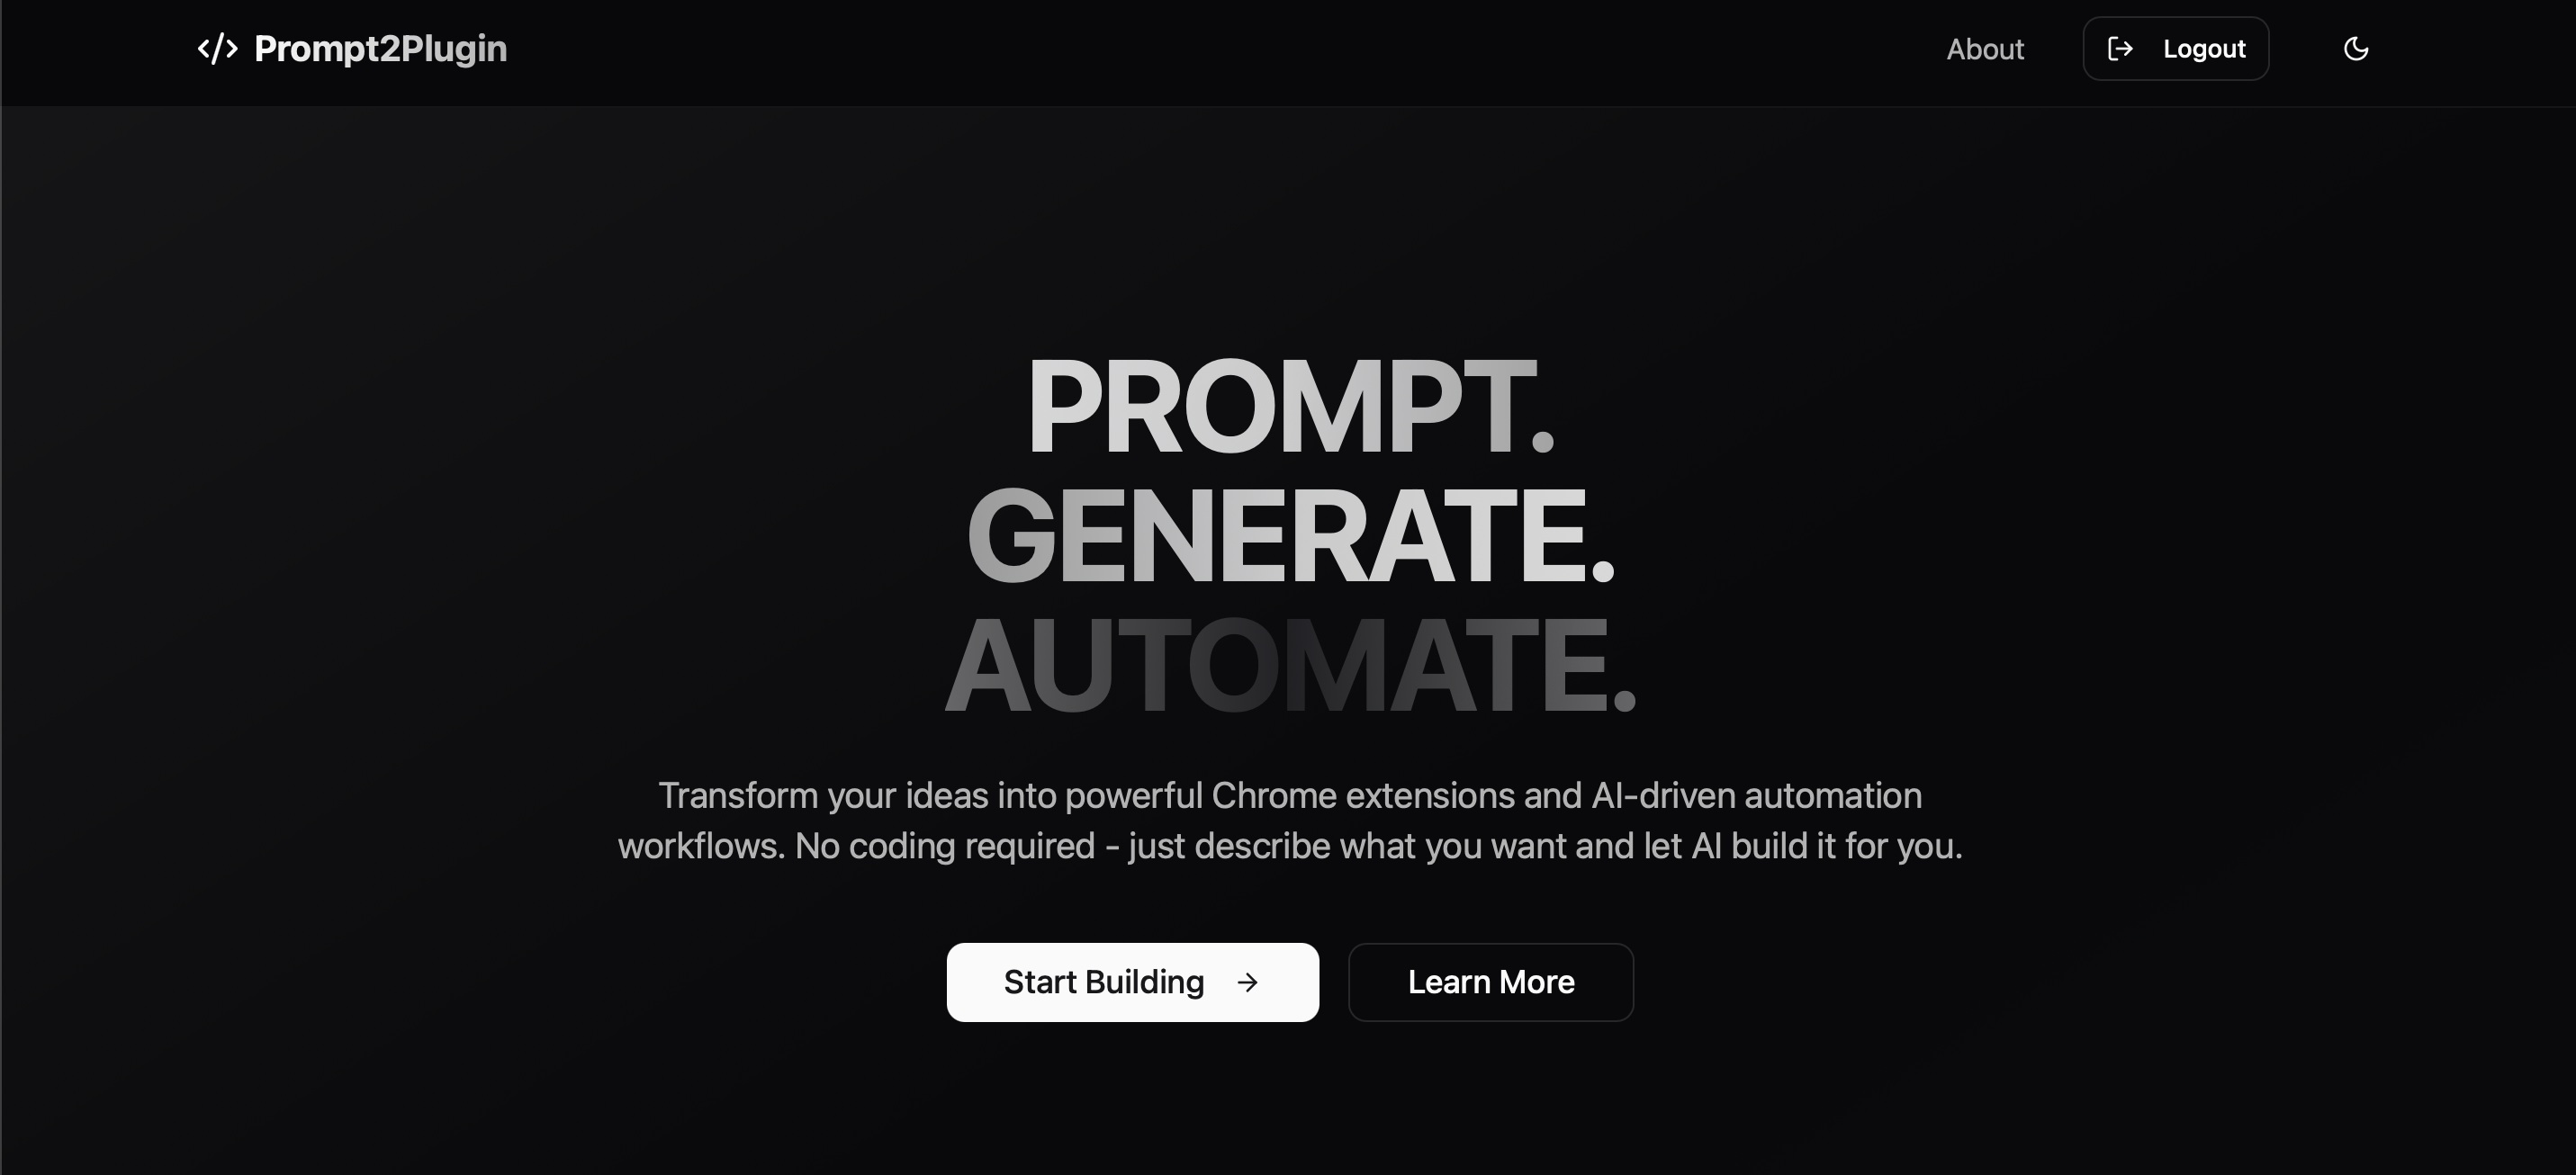 Prompt2Plugin
About
Logout
PROMPT.
GENERATE.
AUTOMATE.
Transform your ideas into powerful Chrome extensions and AI-driven automation
workflows. No coding required - just describe what you want and let AI build it for you.
Start Building
Learn More